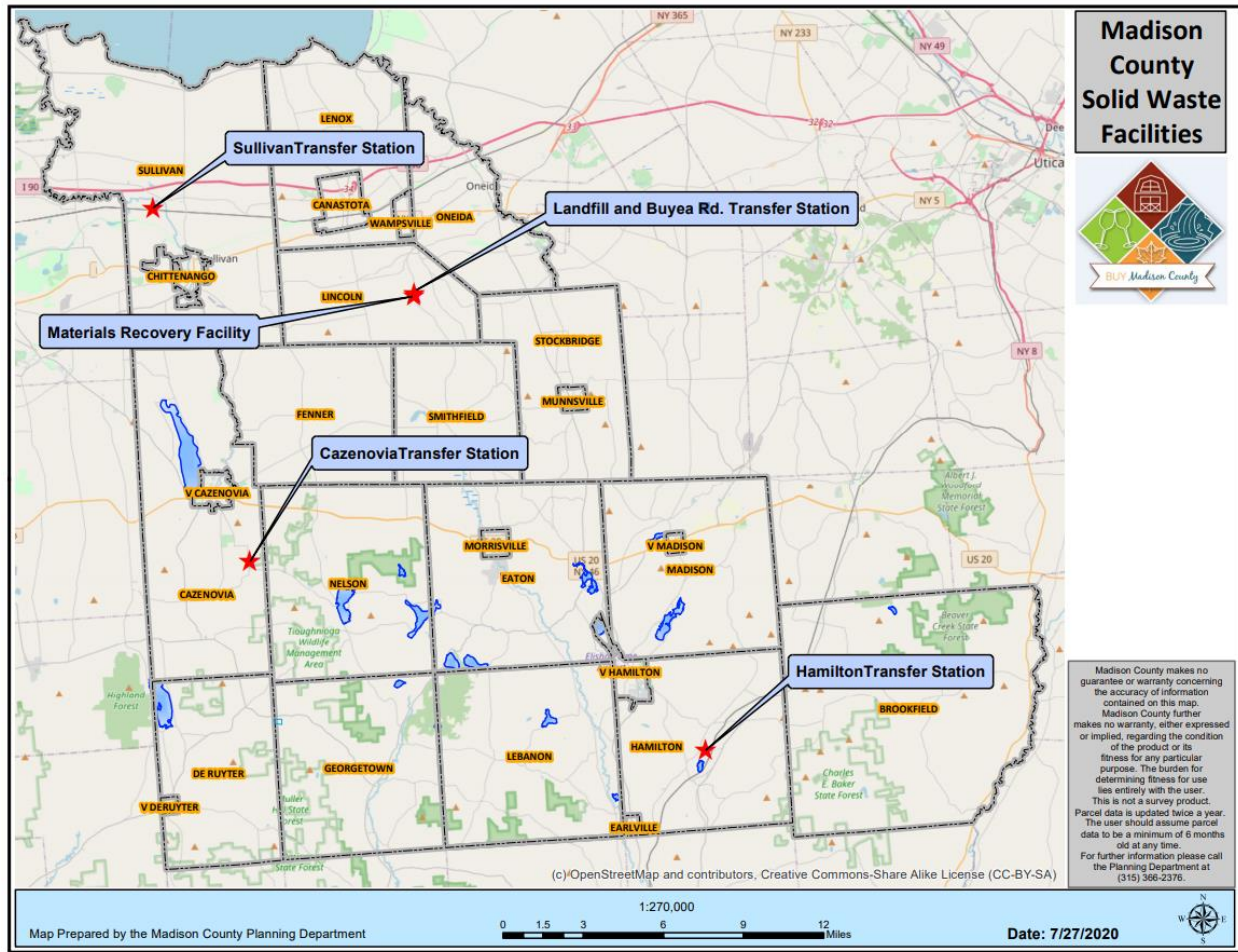 Madison
County
Solid Waste
Facilities
BUY Madison County
NY 365
NY 233
NY 49
LENOX
33
32
SullivanTransfer Station
SULLIVAN
Utica
I 90
34
Oneida
CANASTOTA
Landfill and Buyea Rd. Transfer Station
NY 5
WAMPSVILLE
ONEIDA
CHITTENANGO
LINCOLN
Materials Recovery Facility
STOCKBRIDGE
NY 8
MUNNSVILLE
FENNER
SMITHFIELD
CazenoviaTransfer Station
Albert J.
Woodford
Memorial
State Forest
V CAZENOVIA
MORRISVILLE
V MADISON
US 20
US 20
EATON
MADISON
NELSON
CAZENOVIA
Tioughnioga
Wildlife
Management
Area
Beaver
Creek State
Forest
V HAMILTON
HamiltonTransfer Station
Highland
Forest
BROOKFIELD
HAMILTON
LEBANON
DE RUYTER
GEORGETOWN
Charles
E. Baker
State Forest
V DERUYTER
State Forest
EARLVILLE
State Forest
Madison County makes no
guarantee or warranty concerning
the accuracy of information
contained on this map.
Madison County further
makes no warranty, either expressed
or implied, regarding the condition
of the product or its
fitness for any particular
purpose. The burden for
determining fitness for use
lies entirely with the user.
This is not a survey product.
Parcel data is updated twice a year.
The user should assume parcel
data to be a minimum of 6 months
old at any time.
For further information please call
the Planning Department at
(315) 366-2376.
(c) OpenStreetMap and contributors, Creative Commons-Share Alike License (CC-BY-SA)
Map Prepared by the Madison County Planning Department
1:270,000
0 1.5 3 6 9 12
Miles
Date: 7/27/2020
N
W E
S